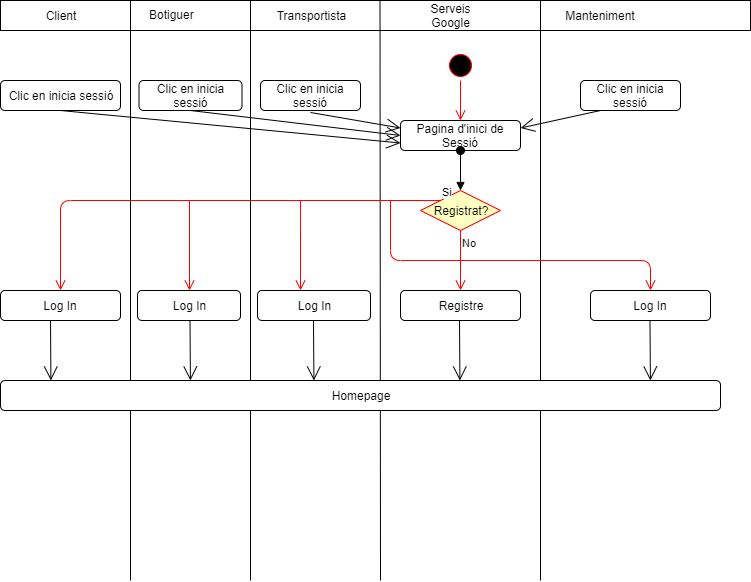 Client
Botiguer
Transportista
Serveis
Google
Manteniment
Clic en inicia sessió
Clic en inicia
sessió
Clic en inicia
sessió
Clic en inicia
sessió
Pagina d'inici de
Sessió
Si
Registrat?
No
Log In
Log In
Log In
Registre
Log In
Homepage